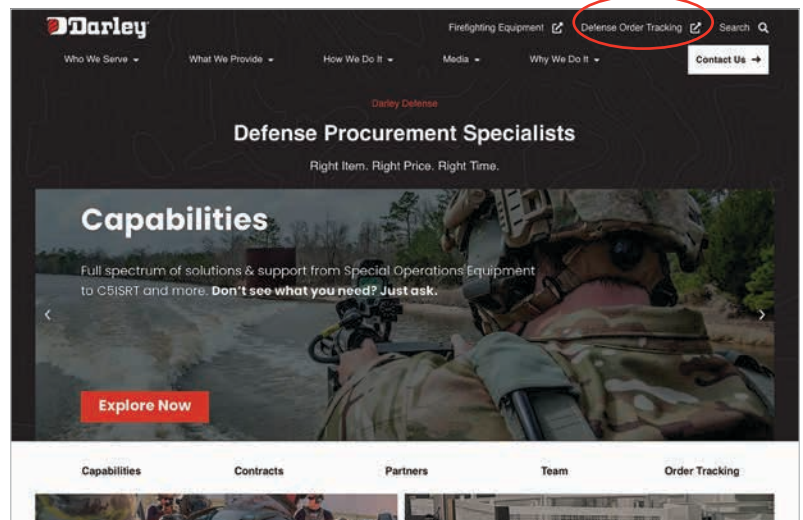 Darley
Firefighting Equipment Defense Order Tracking Search
Who We Serve What We Provide How We Do It Media Why We Do It Contact Us →
Darley Defense
Defense Procurement Specialists
Right Item. Right Price. Right Time.
Capabilities
Full spectrum of solutions & support from Special Operations Equipment
to C5ISRT and more. Don't see what you need? Just ask.
Explore Now
Capabilities Contracts Partners Team Order Tracking